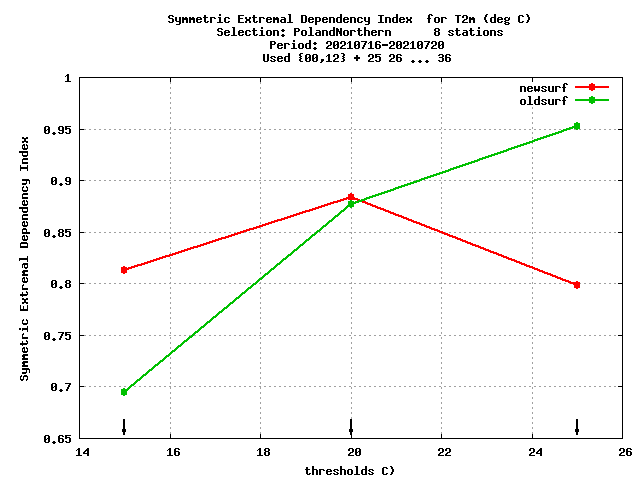 Symmetric Extremal Dependency Index  for T2m (deg C)
Selection: PolandNorthern      8 stations
Period: 20210716-20210720
Used {00,12} + 25 26 ... 36
newsurf
oldsurf
Symmetric Extremal Dependency Index
1
0.95
0.9
0.85
0.8
0.75
0.7
0.65
14 16 18 20 22 24 26
thresholds C)